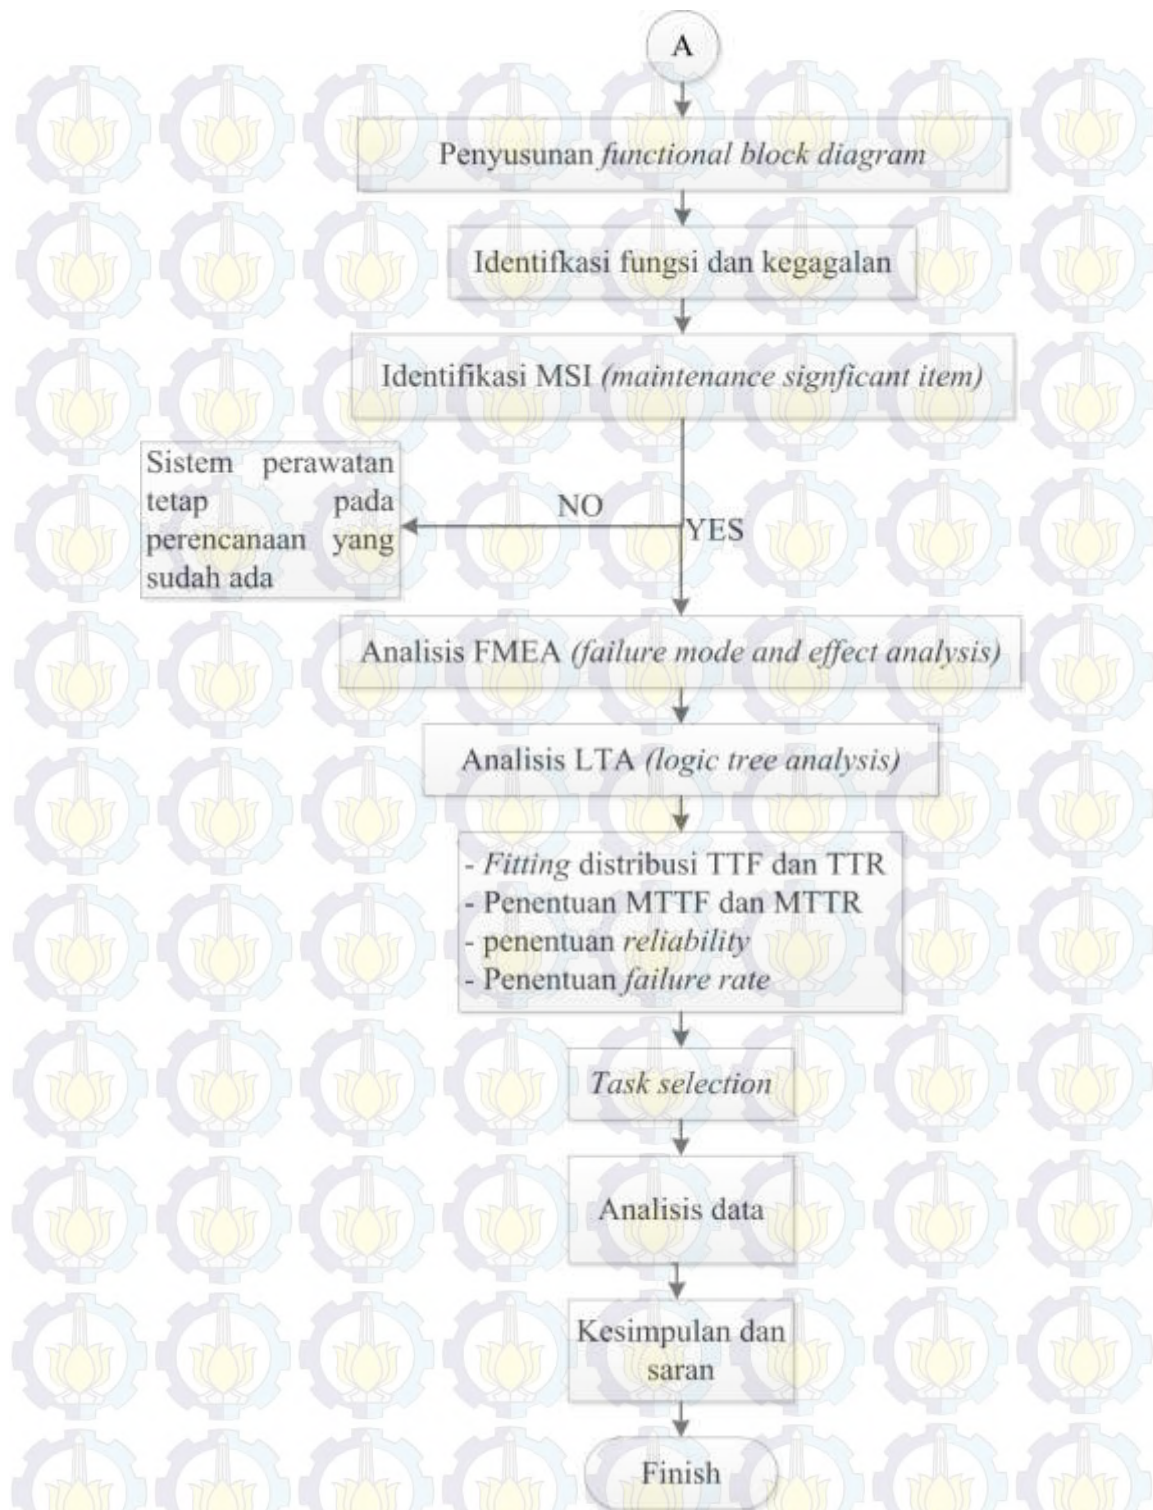 A
Penyusunan functional block diagram
Identifkasi fungsi dan kegagalan
Identifikasi MSI (maintenance signficant item)
Sistem perawatan
tetap pada
perencanaan yang
sudah ada
NO
YES
Analisis FMEA (failure mode and effect analysis)
Analisis LTA (logic tree analysis)
- Fitting distribusi TTF dan TTR
- Penentuan MTTF dan MTTR
- penentuan reliability
- Penentuan failure rate
Task selection
Analisis data
Kesimpulan dan
saran
Finish